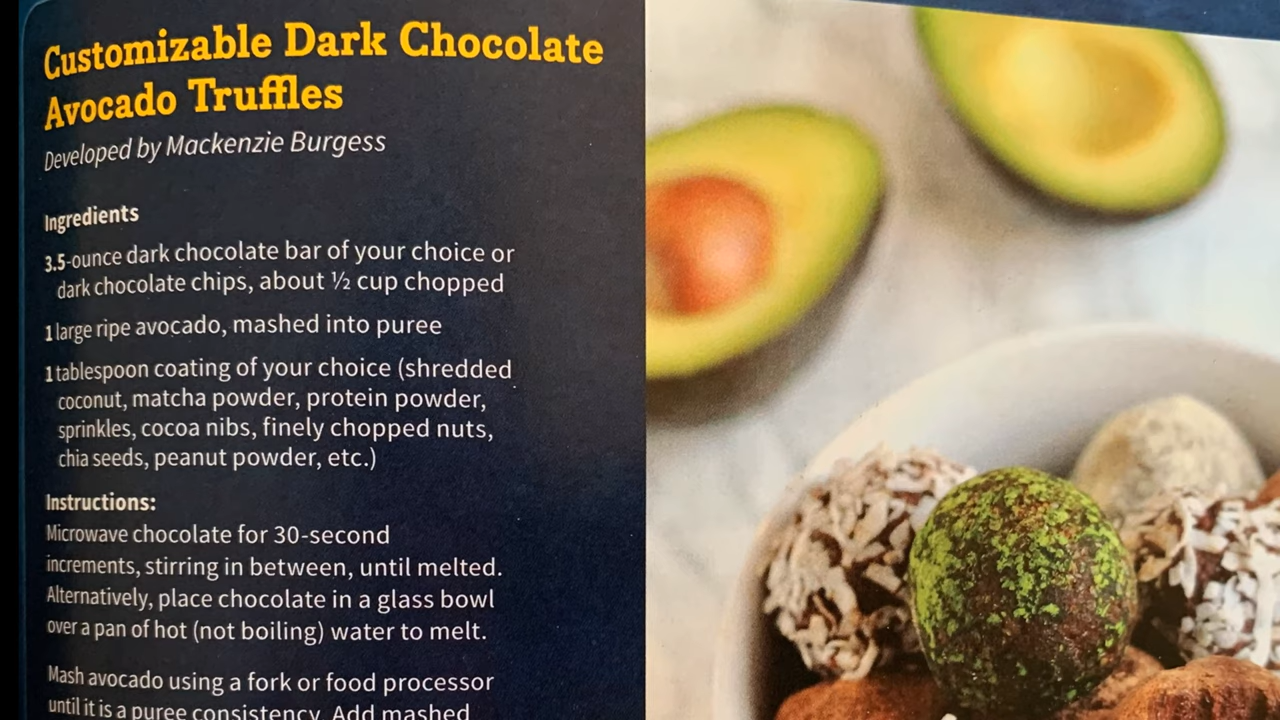 Customizable Dark Chocolate
Avocado Truffles
Developed by Mackenzie Burgess
Ingredients
3.5-ounce dark chocolate bar of your choice or
dark chocolate chips, about ½ cup chopped
1 large ripe avocado, mashed into puree
1 tablespoon coating of your choice (shredded
coconut, matcha powder, protein powder,
sprinkles, cocoa nibs, finely chopped nuts,
chia seeds, peanut powder, etc.)
Instructions:
Microwave chocolate for 30-second
increments, stirring in between, until melted.
Alternatively, place chocolate in a glass bowl
over a pan of hot (not boiling) water to melt.
Mash avocado using a fork or food processor
until it is a puree consistency. Add mashed